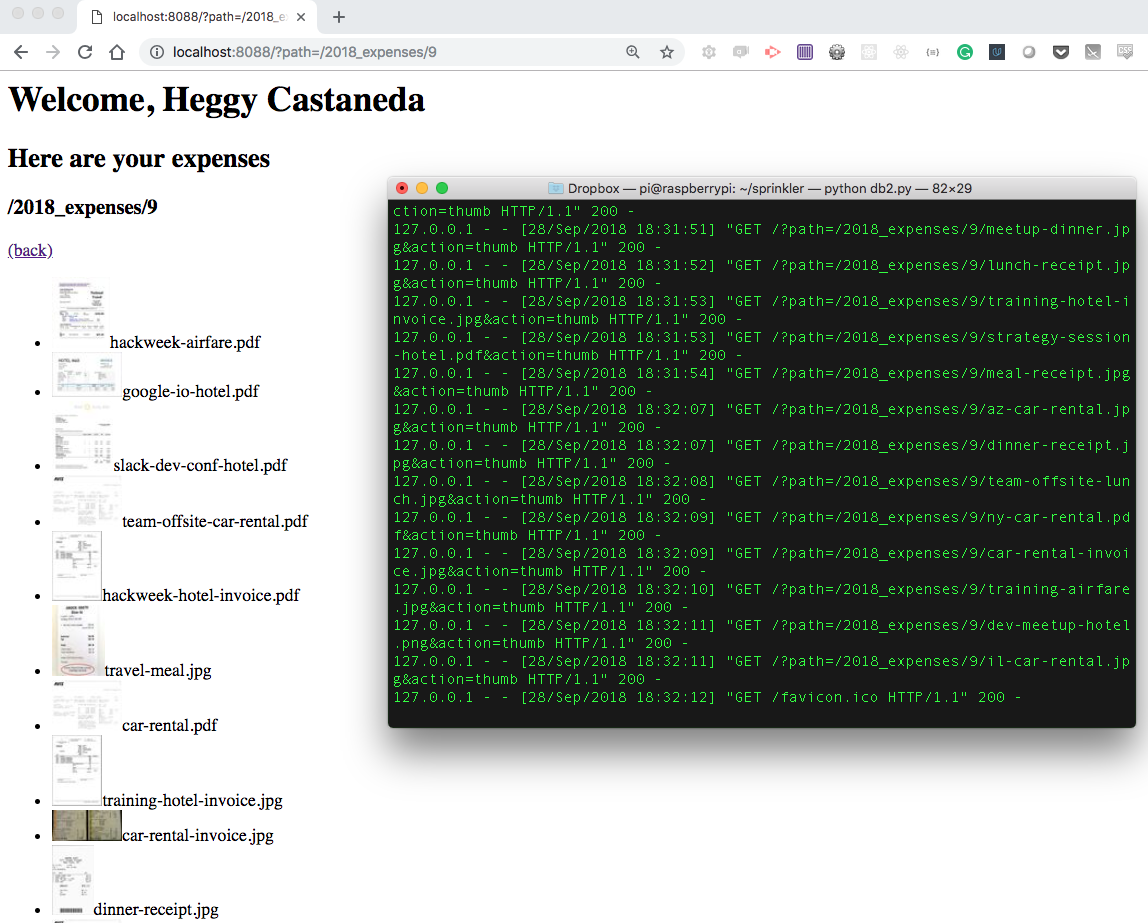 localhost:8088/?path=/2018_e
localhost:8088/?path=/2018_expenses/9
Welcome, Heggy Castaneda
Here are your expenses
/2018_expenses/9
(back)
hackweek-airfare.pdf
google-io-hotel.pdf
slack-dev-conf-hotel.pdf
team-offsite-car-rental.pdf
hackweek-hotel-invoice.pdf
travel-meal.jpg
car-rental.pdf
training-hotel-invoice.jpg
car-rental-invoice.jpg
dinner-receipt.jpg
Dropbox — pi@raspberrypi: ~/sprinkler — python db2.py — 82×29
ction=thumb HTTP/1.1" 200 -
127.0.0.1 - - [28/Sep/2018 18:31:51] "GET /?path=/2018_expenses/9/meetup-dinner.jp
g&action=thumb HTTP/1.1" 200 -
127.0.0.1 - - [28/Sep/2018 18:31:52] "GET /?path=/2018_expenses/9/lunch-receipt.jp
g&action=thumb HTTP/1.1" 200 -
127.0.0.1 - - [28/Sep/2018 18:31:53] "GET /?path=/2018_expenses/9/training-hotel-i
nvoice.jpg&action=thumb HTTP/1.1" 200 -
127.0.0.1 - - [28/Sep/2018 18:31:53] "GET /?path=/2018_expenses/9/strategy-session
-hotel.pdf&action=thumb HTTP/1.1" 200 -
127.0.0.1 - - [28/Sep/2018 18:31:54] "GET /?path=/2018_expenses/9/meal-receipt.jpg
&action=thumb HTTP/1.1" 200 -
127.0.0.1 - - [28/Sep/2018 18:32:07] "GET /?path=/2018_expenses/9/az-car-rental.jp
g&action=thumb HTTP/1.1" 200 -
127.0.0.1 - - [28/Sep/2018 18:32:07] "GET /?path=/2018_expenses/9/dinner-receipt.j
pg&action=thumb HTTP/1.1" 200 -
127.0.0.1 - - [28/Sep/2018 18:32:08] "GET /?path=/2018_expenses/9/team-offsite-lun
ch.jpg&action=thumb HTTP/1.1" 200 -
127.0.0.1 - - [28/Sep/2018 18:32:09] "GET /?path=/2018_expenses/9/ny-car-rental.pd
f&action=thumb HTTP/1.1" 200 -
127.0.0.1 - - [28/Sep/2018 18:32:09] "GET /?path=/2018_expenses/9/car-rental-invoi
ce.jpg&action=thumb HTTP/1.1" 200 -
127.0.0.1 - - [28/Sep/2018 18:32:10] "GET /?path=/2018_expenses/9/training-airfare
.jpg&action=thumb HTTP/1.1" 200 -
127.0.0.1 - - [28/Sep/2018 18:32:11] "GET /?path=/2018_expenses/9/dev-meetup-hotel
.png&action=thumb HTTP/1.1" 200 -
127.0.0.1 - - [28/Sep/2018 18:32:11] "GET /?path=/2018_expenses/9/il-car-rental.jp
g&action=thumb HTTP/1.1" 200 -
127.0.0.1 - - [28/Sep/2018 18:32:12] "GET /favicon.ico HTTP/1.1" 200 -